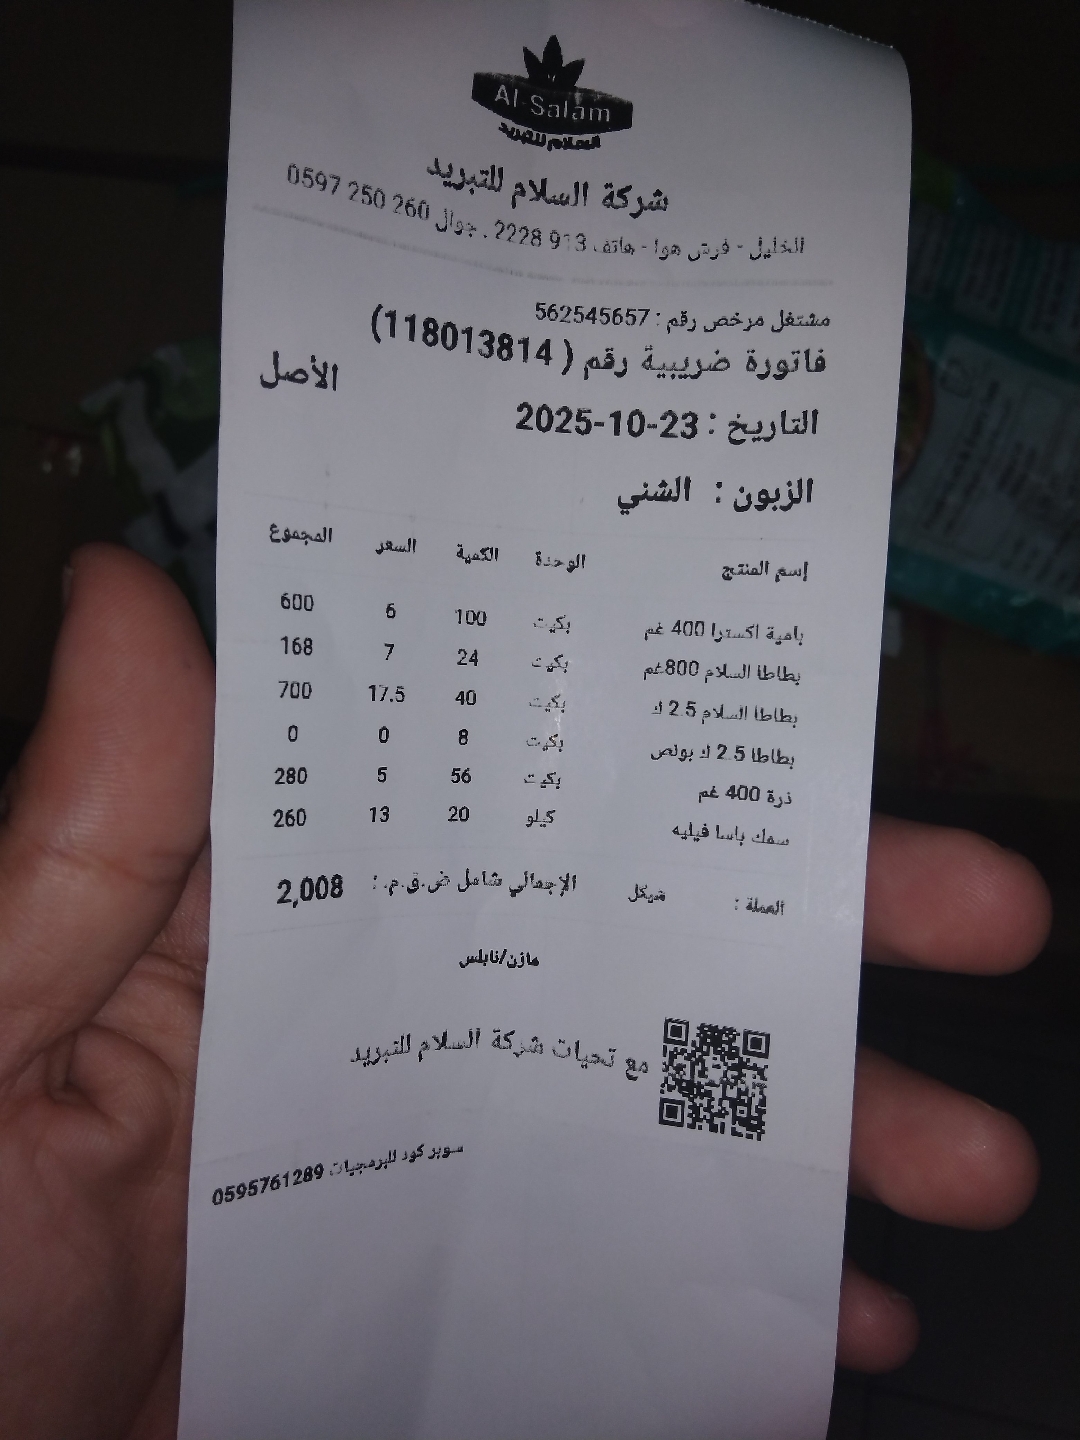 Al-Salam
السلام للتبريد
شركة السلام للتبريد
الخليل - فرش هوا - هاتف 913 2228 . جوال 260 250 0597
مشتغل مرخص رقم : 562545657
فاتورة ضريبية رقم ( 118013814)
الأصل
التاريخ : 2025-10-23
الزبون : الشني
إسم المنتج الوحدة الكمية السعر المجموع
بامية اكسترا 400 غم بكيت 100 6 600
بطاطا السلام 800غم بكيت 24 7 168
بطاطا السلام 2.5 ك بكيت 40 17.5 700
بطاطا 2.5 ك بونص بكيت 8 0 0
ذرة 400 غم بكيت 56 5 280
سمك باسا فيليه كيلو 20 13 260
العملة : شيكل الإجمالي شامل ض.ق.م. : 2,008
مازن/نابلس
مع تحيات شركة السلام للتبريد
سوبر كود للبرمجيات 0595761289